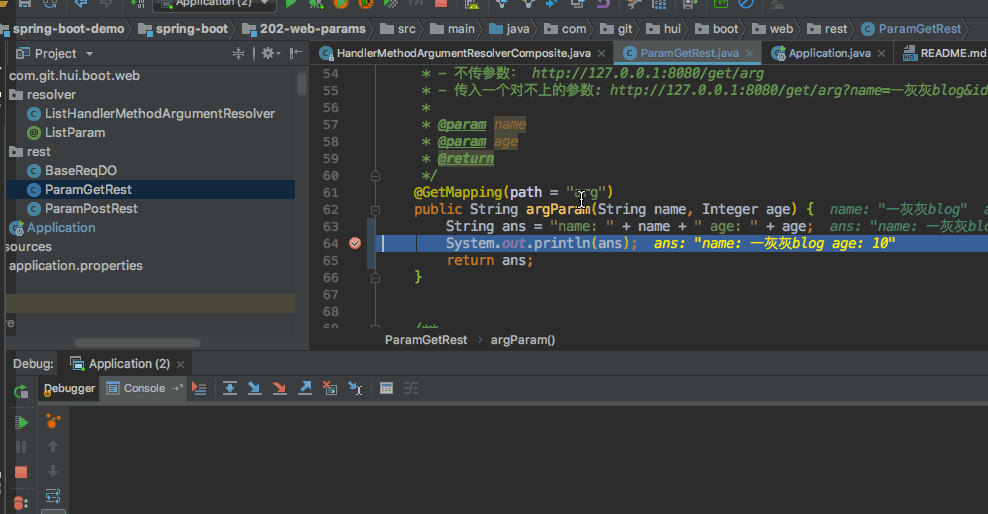 Application (2)
spring-boot-demo spring-boot 202-web-params src main java com git hui boot web rest ParamGetRest
Project
HandlerMethodArgumentResolverComposite.java ParamGetRest.java Application.java README.md
com.git.hui.boot.web
resolver
ListHandlerMethodArgumentResolver
ListParam
rest
BaseReqDO
ParamGetRest
ParamPostRest
Application
sources
application.properties
54 * - 不传参数: http://127.0.0.1:8080/get/arg
55 * - 传入一个对不上的参数: http://127.0.0.1:8080/get/arg?name=一灰灰blog&id
56 *
57 * @param name
58 * @param age
59 * @return
60 */
61 @GetMapping(path = "arg")
62 public String argParam(String name, Integer age) { name: "一灰灰blog" a
63 String ans = "name: " + name + " age: " + age; ans: "name: 一灰灰blo
64 System.out.println(ans); ans: "name: 一灰灰blog age: 10"
65 return ans;
66 }
67
68
69 /**
ParamGetRest argParam()
Debug: Application (2)
Debugger Console